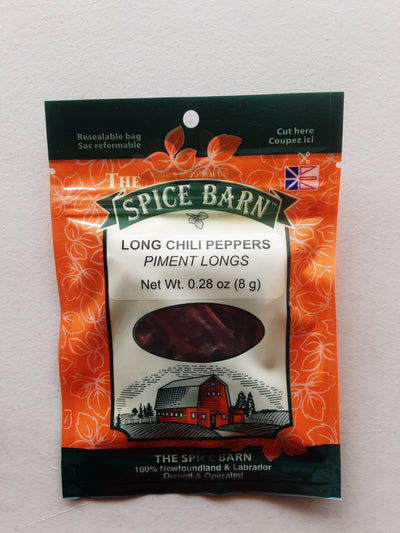 Resealable bag
Sac refermable
Cut here
Coupez ici
THE
SPICE BARN™
LONG CHILI PEPPERS
PIMENT LONGS
Net Wt. 0.28 oz (8 g)
THE SPICE BARN
100% Newfoundland & Labrador
Owned & Operated